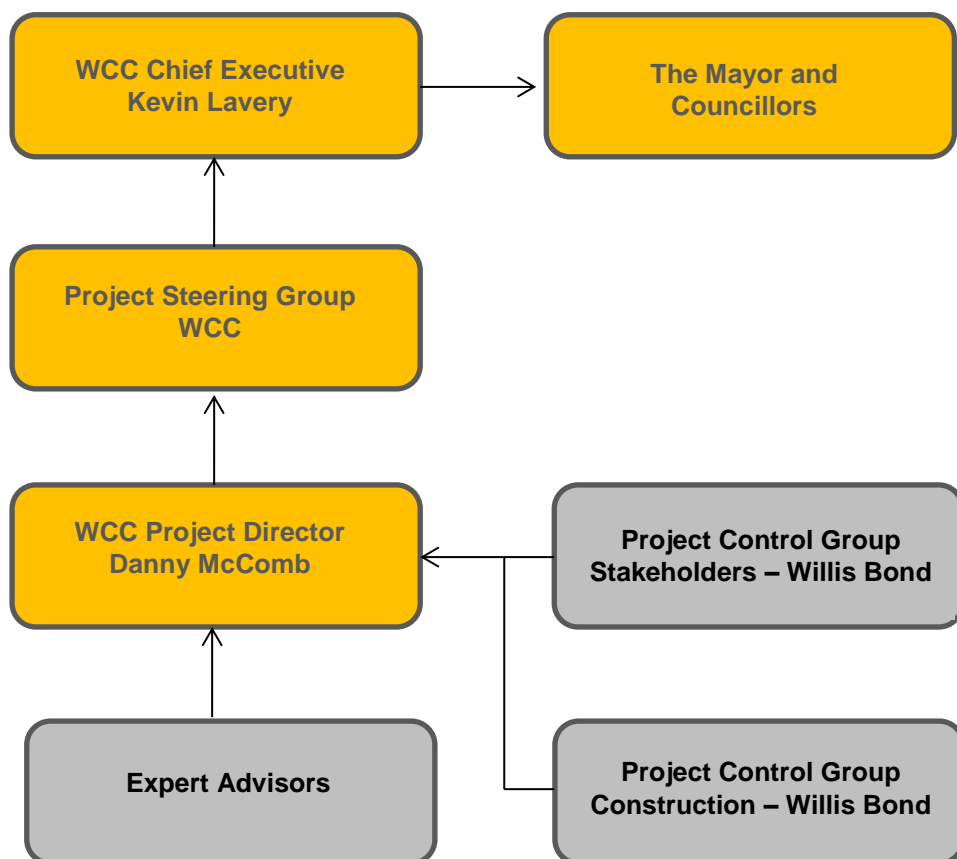 WCC Chief Executive
Kevin Lavery
The Mayor and
Councillors
Project Steering Group
WCC
WCC Project Director
Danny McComb
Project Control Group
Stakeholders – Willis Bond
Expert Advisors
Project Control Group
Construction – Willis Bond